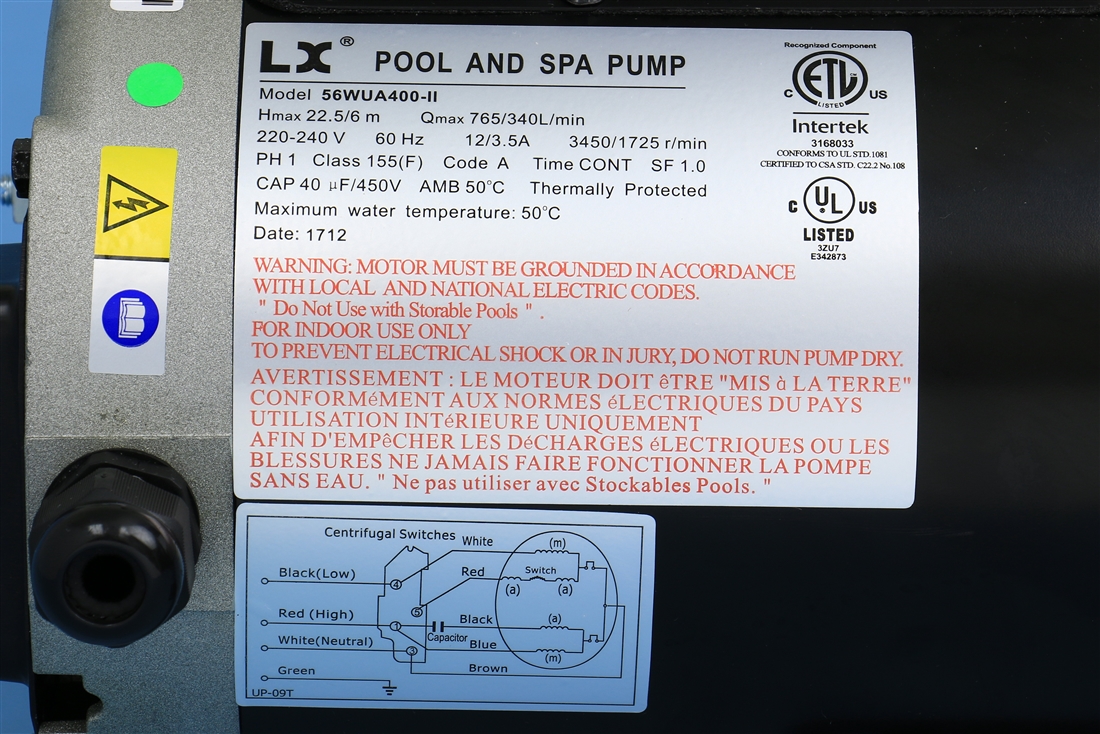 LX® POOL AND SPA PUMP
Model 56WUA400-II
Hmax 22.5/6 m Qmax 765/340L/min
220-240 V 60 Hz 12/3.5A 3450/1725 r/min
PH 1 Class 155(F) Code A Time CONT SF 1.0
CAP 40 μF/450V AMB 50°C Thermally Protected
Maximum water temperature: 50°C
Date: 1712
Recognized Component
C ETL US
LISTED
Intertek
3168033
CONFORMS TO UL STD.1081
CERTIFIED TO CSA STD. C22.2 No.108
C UL US
LISTED
3ZU7
E342873
WARNING: MOTOR MUST BE GROUNDED IN ACCORDANCE
WITH LOCAL AND NATIONAL ELECTRIC CODES.
" Do Not Use with Storable Pools " .
FOR INDOOR USE ONLY
TO PREVENT ELECTRICAL SHOCK OR IN JURY, DO NOT RUN PUMP DRY.
AVERTISSEMENT : LE MOTEUR DOIT êTRE "MIS à LA TERRE"
CONFORMéMENT AUX NORMES éLECTRIQUES DU PAYS
UTILISATION INTéRIEURE UNIQUEMENT
AFIN D'EMPêCHER LES DéCHARGES éLECTRIQUES OU LES
BLESSURES NE JAMAIS FAIRE FONCTIONNER LA POMPE
SANS EAU. " Ne pas utiliser avec Stockables Pools. "
Centrifugal Switches
White
(m)
Black(Low)
4
Red
Switch
(a)
(a)
5
Red (High)
1
Capacitor
Black
(a)
White(Neutral)
3
Blue
(m)
Brown
Green
UP-09T